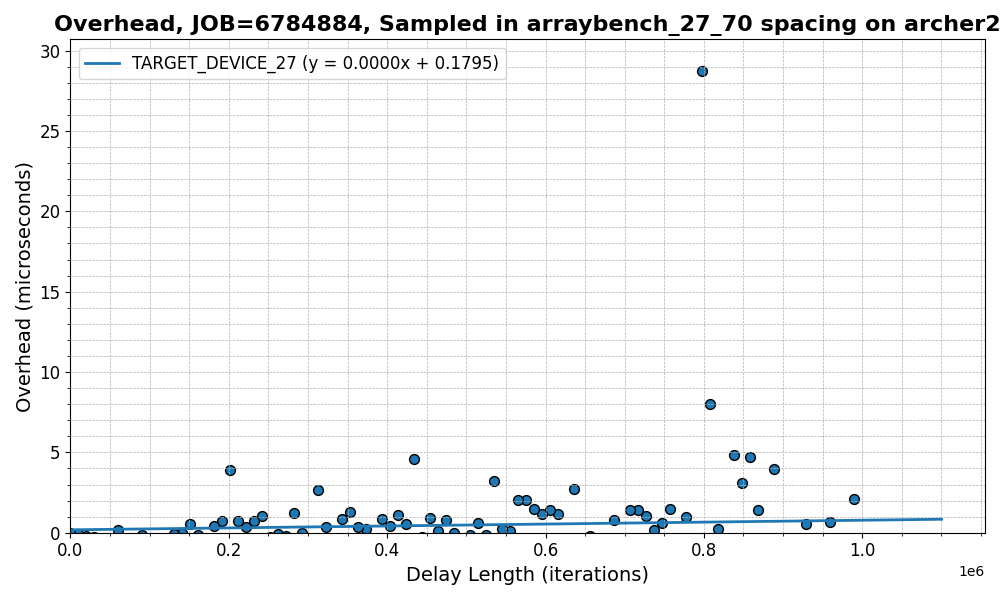 Overhead, JOB=6784884, Sampled in arraybench_27_70 spacing on archer2
TARGET_DEVICE_27 (y = 0.0000x + 0.1795)
Overhead (microseconds)
30
25
20
15
10
5
0
0.0 0.2 0.4 0.6 0.8 1.0
1e6
Delay Length (iterations)